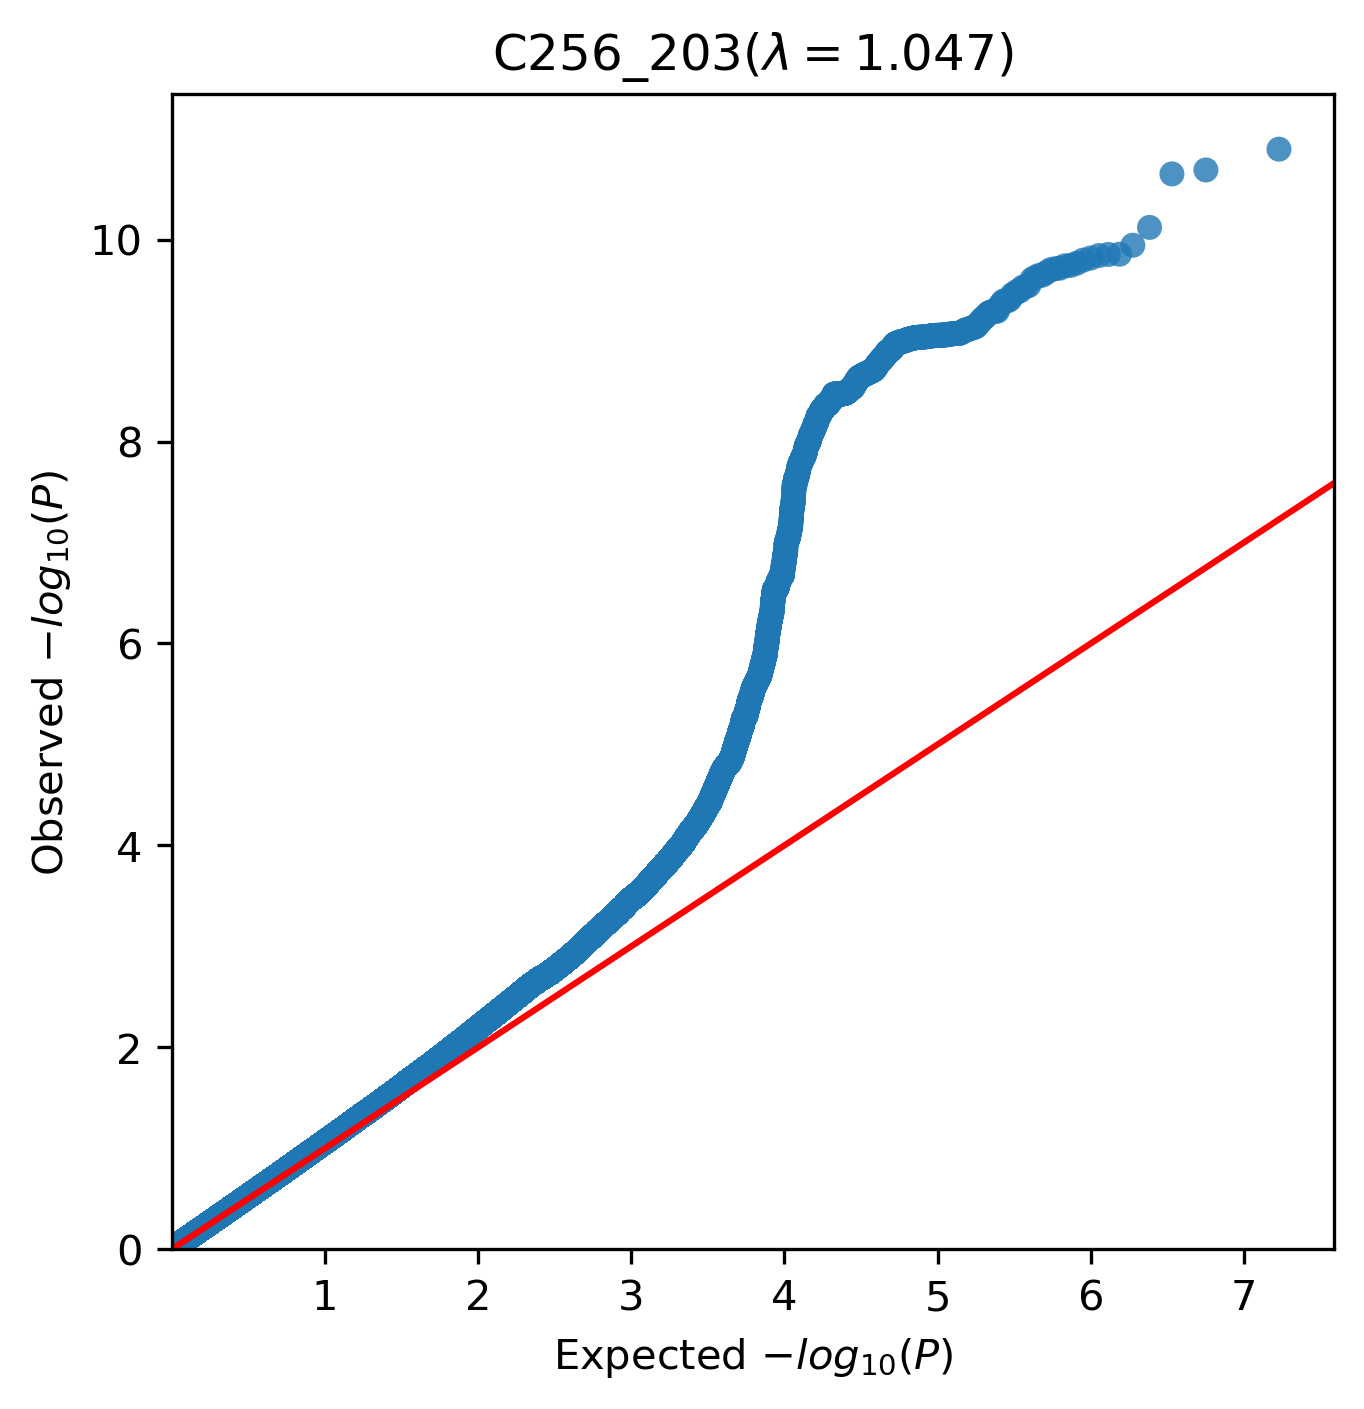 C256_203(λ = 1.047)
Observed −log₁₀(P)
10
8
6
4
2
0
1 2 3 4 5 6 7
Expected −log₁₀(P)